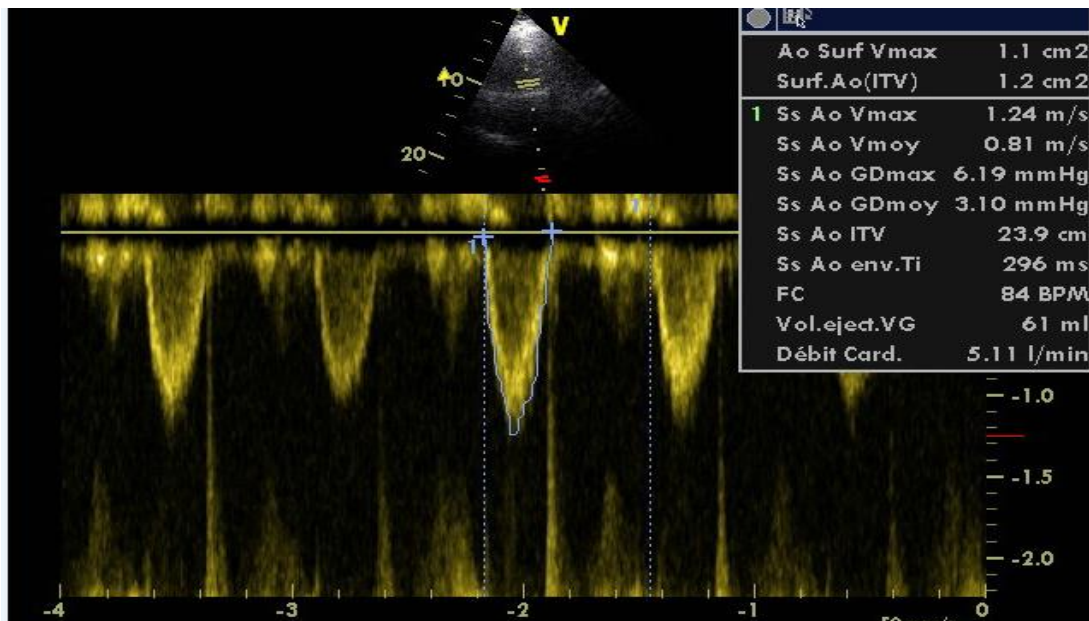 V
10
20
Ao Surf Vmax 1.1 cm2
Surf.Ao(ITV) 1.2 cm2
1 Ss Ao Vmax 1.24 m/s
Ss Ao Vmoy 0.81 m/s
Ss Ao GDmax 6.19 mmHg
Ss Ao GDmoy 3.10 mmHg
Ss Ao ITV 23.9 cm
Ss Ao env.Ti 296 ms
FC 84 BPM
Vol.eject.VG 61 ml
Débit Card. 5.11 l/min
1
1
-1.0
-1.5
-2.0
-4 -3 -2 -1 0